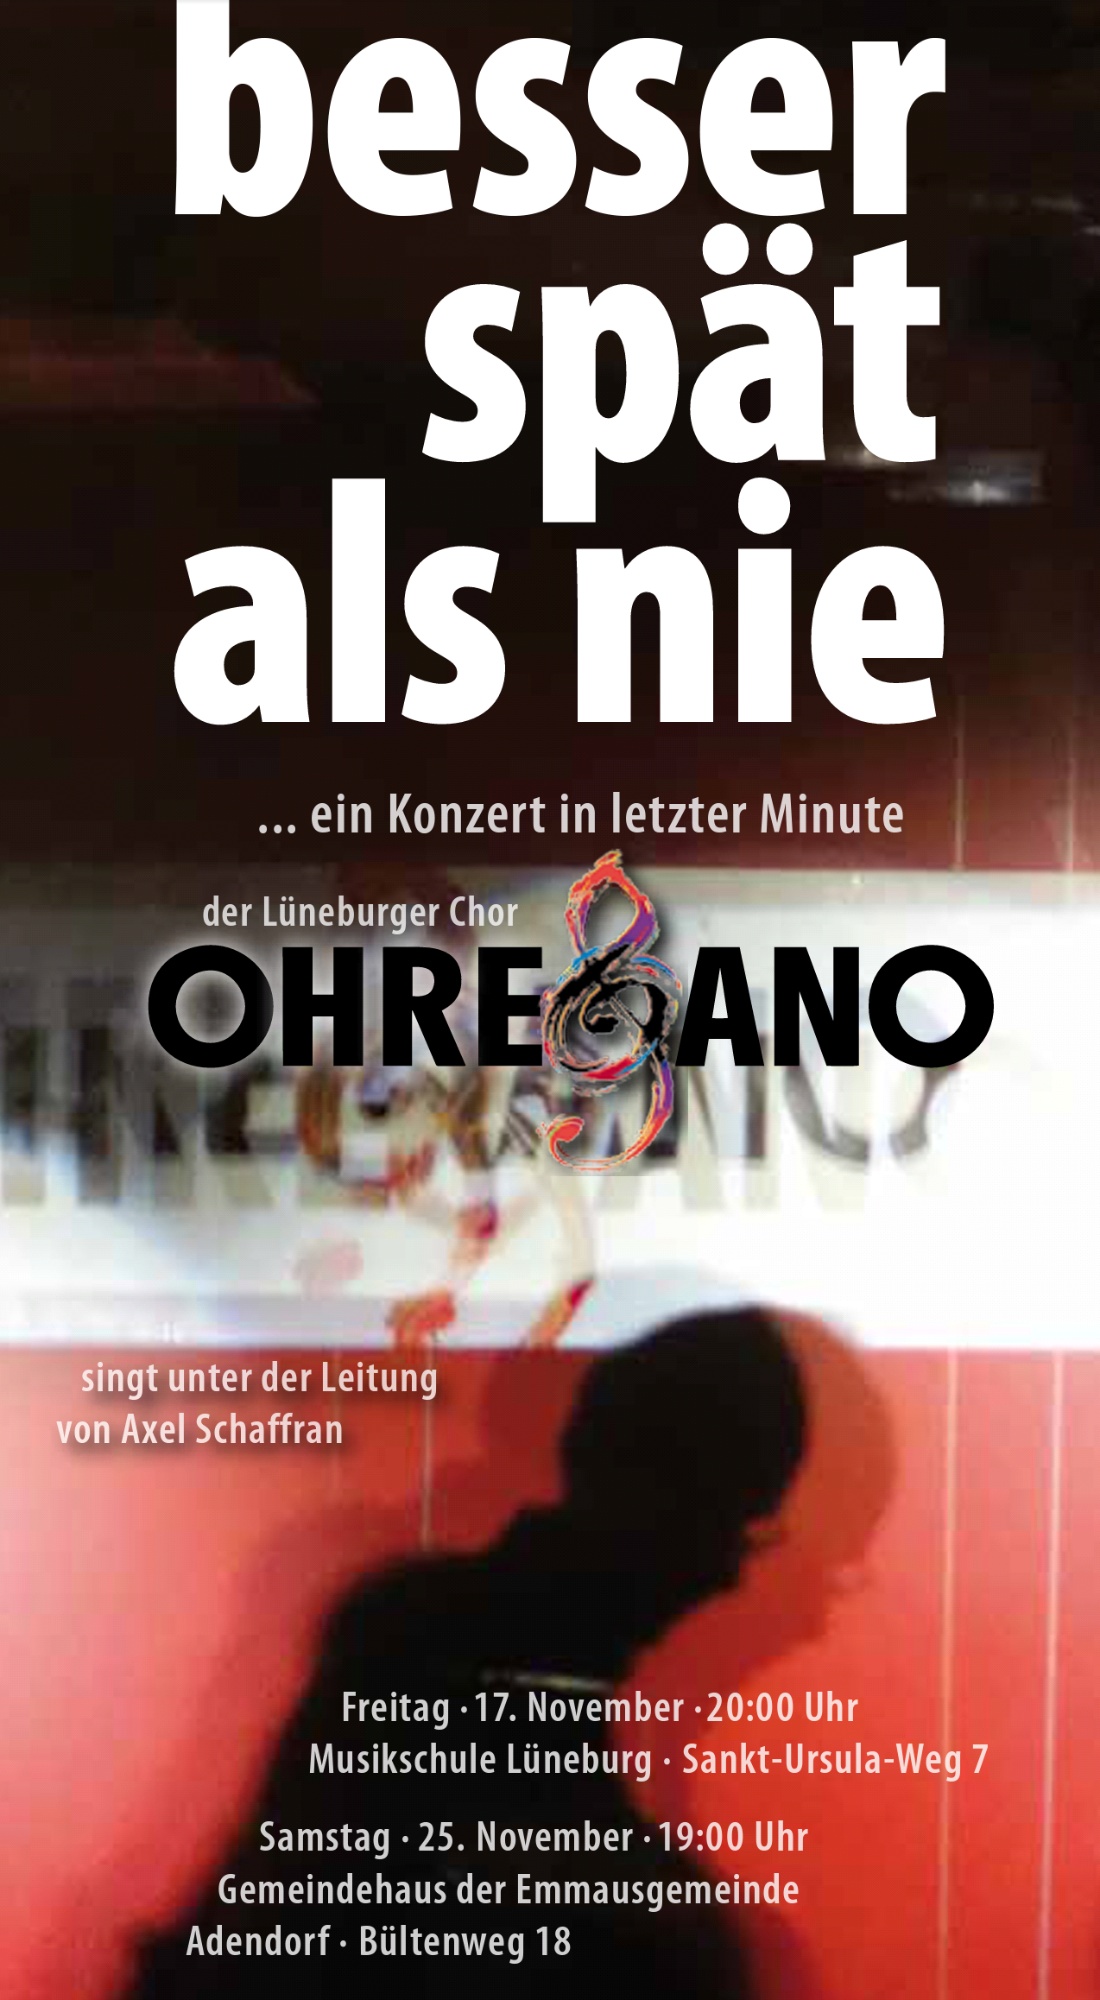 besser
spät
als nie
... ein Konzert in letzter Minute
der Lüneburger Chor
OHREGANO
singt unter der Leitung
von Axel Schaffran
Freitag · 17. November · 20:00 Uhr
Musikschule Lüneburg · Sankt-Ursula-Weg 7
Samstag · 25. November · 19:00 Uhr
Gemeindehaus der Emmausgemeinde
Adendorf · Bültenweg 18